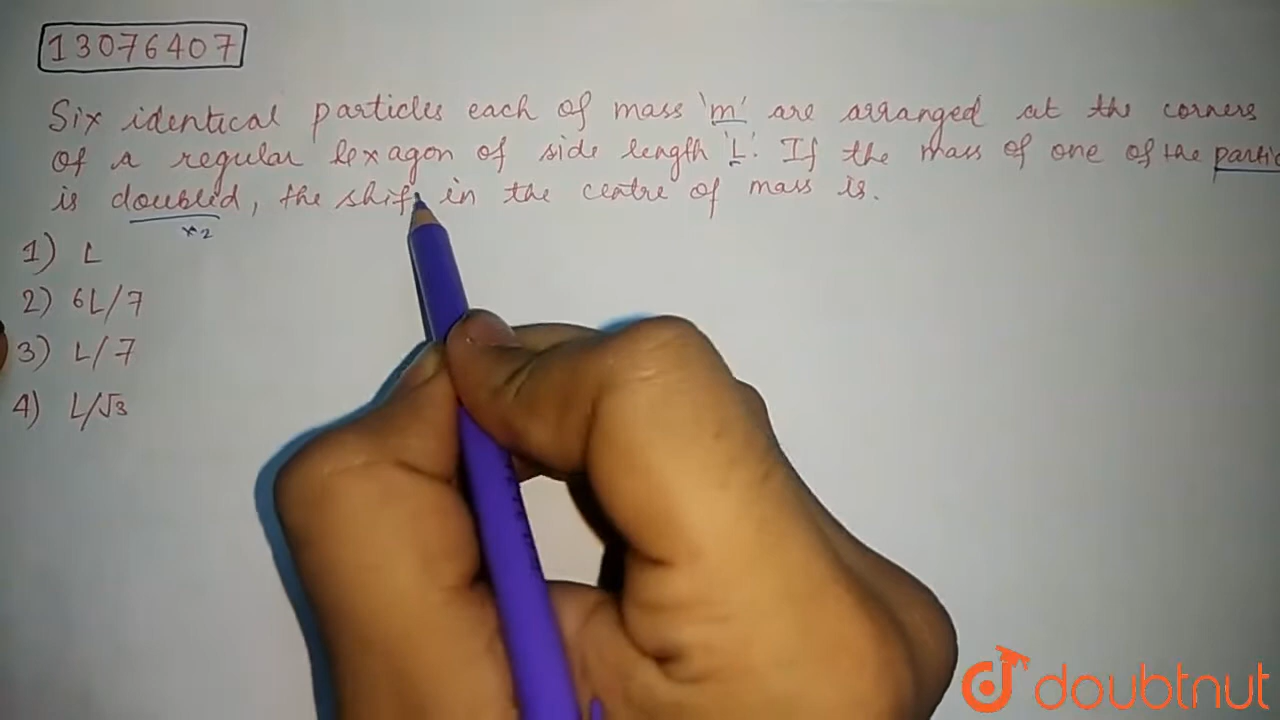 13076407
Six identical particles each of mass 'm' are arranged at the corners
of a regular hexagon of side length 'L'. If the mass of one of the partic
is doubled, the shift in the centre of mass is.
×2
1) L
2) 6L/7
3) L/7
4) L/√3
doubtnut